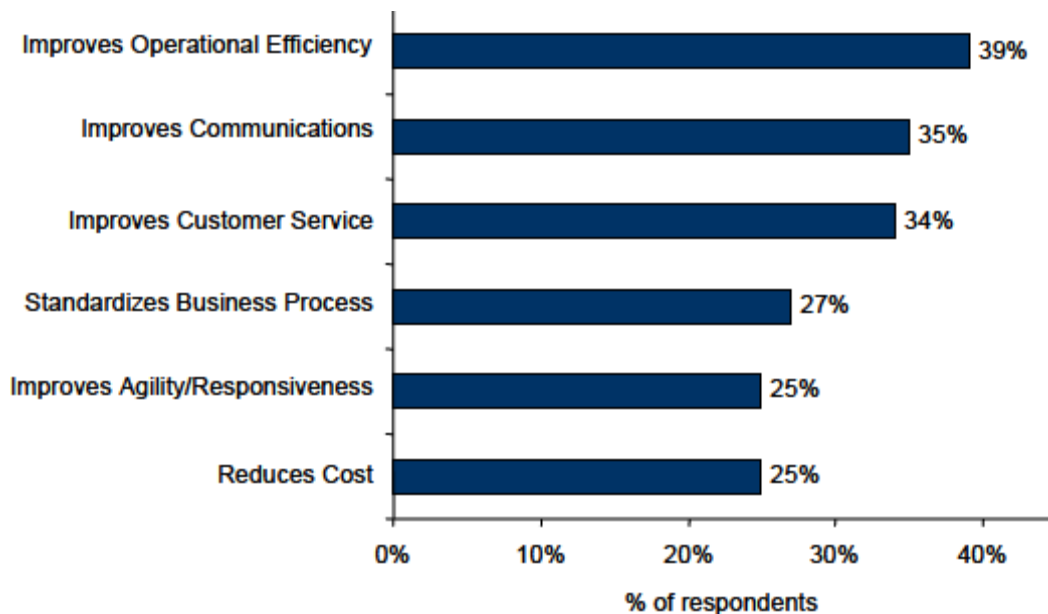 Improves Operational Efficiency 39%
Improves Communications 35%
Improves Customer Service 34%
Standardizes Business Process 27%
Improves Agility/Responsiveness 25%
Reduces Cost 25%
0% 10% 20% 30% 40%
% of respondents